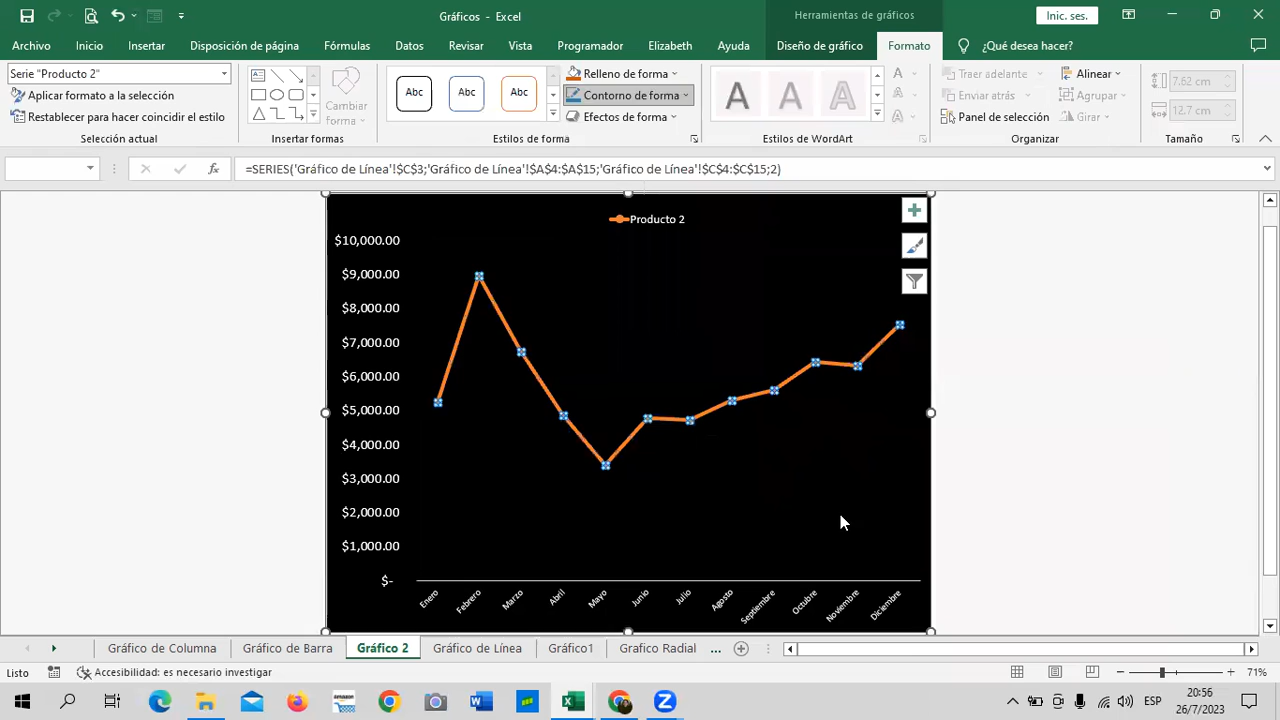 Gráficos - Excel
Herramientas de gráficos
Inic. ses.
Archivo Inicio Insertar Disposición de página Fórmulas Datos Revisar Vista Programador Elizabeth Ayuda Diseño de gráfico Formato ¿Qué desea hacer?
Serie "Producto 2"
Aplicar formato a la selección
Restablecer para hacer coincidir el estilo
Selección actual
Cambiar forma
Insertar formas
Abc Abc Abc
Relleno de forma
Contorno de forma
Efectos de forma
Estilos de forma
A A A
Estilos de WordArt
Traer adelante
Enviar atrás
Panel de selección
Alinear
Agrupar
Girar
Organizar
7.62 cm
12.7 cm
Tamaño
fx
=SERIES('Gráfico de Línea'!$C$3;'Gráfico de Línea'!$A$4:$A$15;'Gráfico de Línea'!$C$4:$C$15;2)
Producto 2
$10,000.00
$9,000.00
$8,000.00
$7,000.00
$6,000.00
$5,000.00
$4,000.00
$3,000.00
$2,000.00
$1,000.00
$-
Enero Febrero Marzo Abril Mayo Junio Julio Agosto Septiembre Octubre Noviembre Diciembre
Gráfico de Columna Gráfico de Barra Gráfico 2 Gráfico de Línea Gráfico1 Grafico Radial ...
Listo Accesibilidad: es necesario investigar 71%
ESP
20:56
26/7/2023